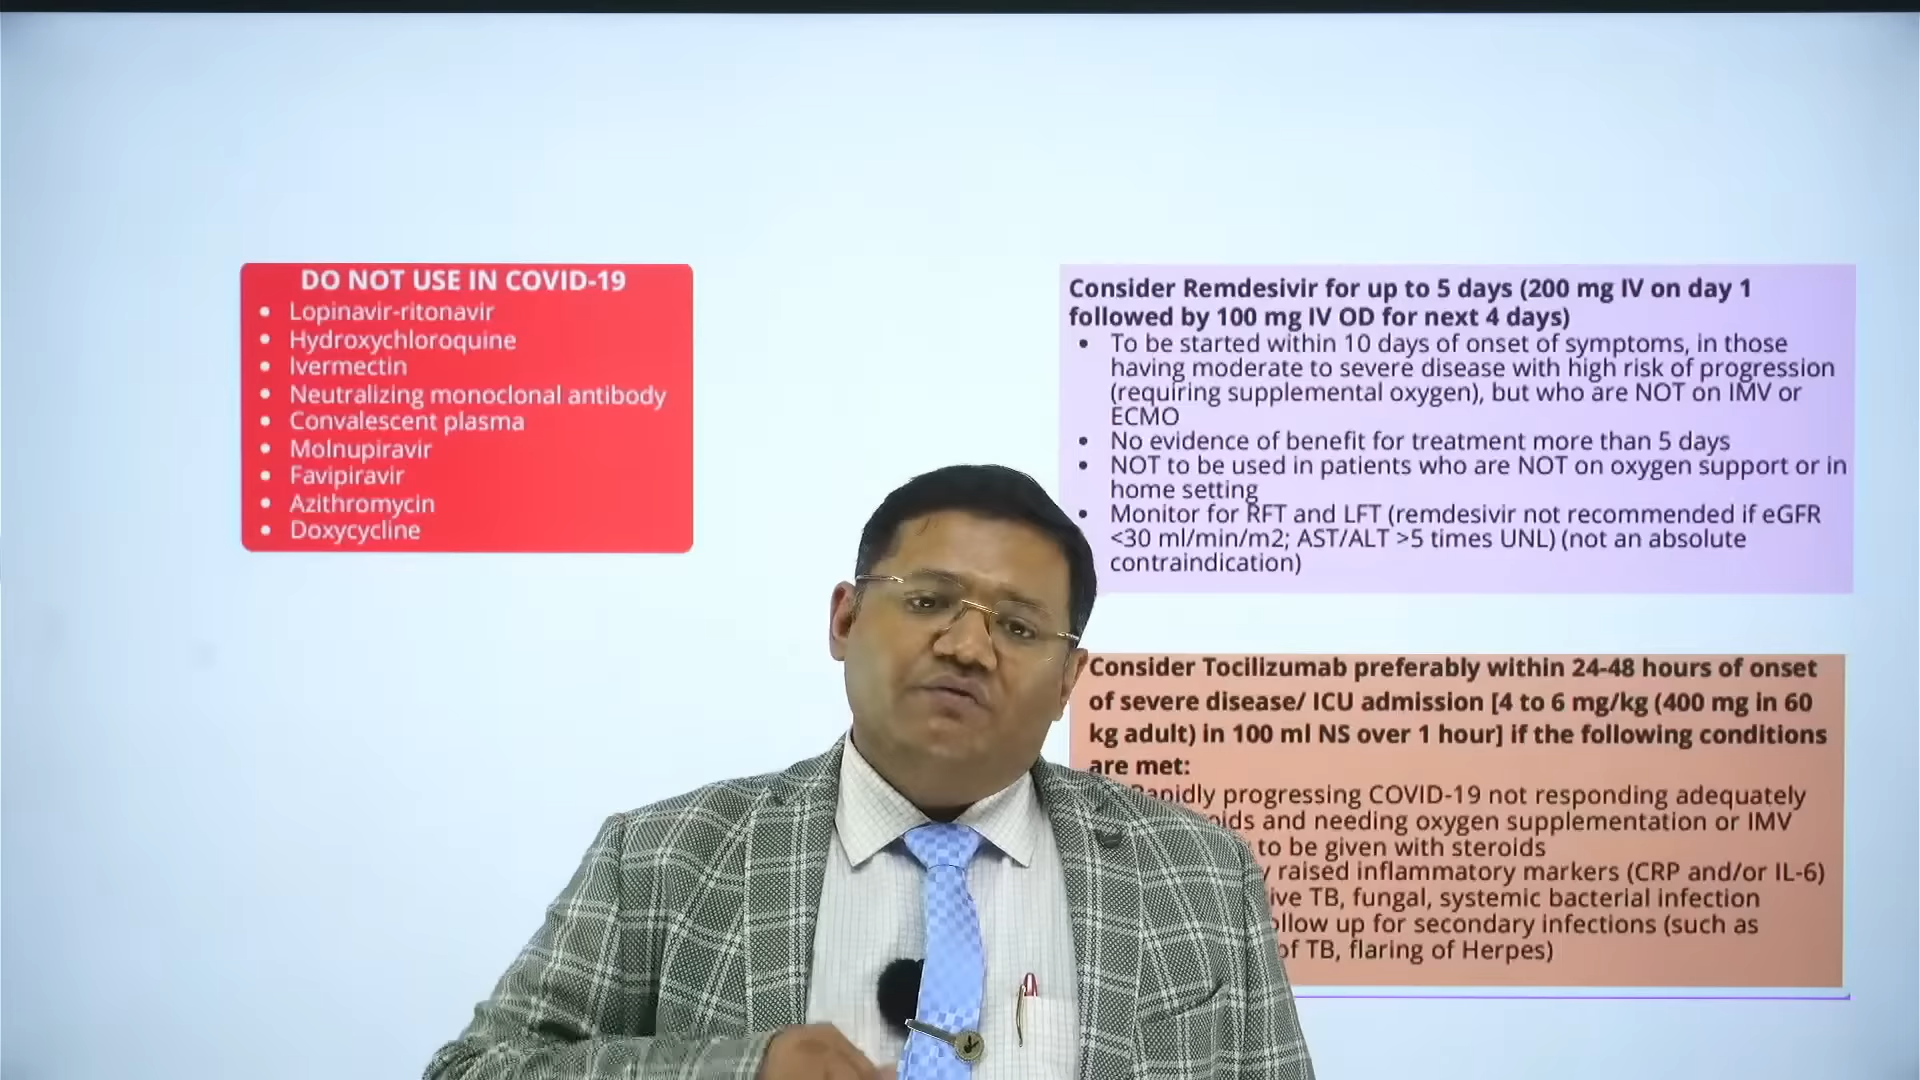 DO NOT USE IN COVID-19
• Lopinavir-ritonavir
• Hydroxychloroquine
• Ivermectin
• Neutralizing monoclonal antibody
• Convalescent plasma
• Molnupiravir
• Favipiravir
• Azithromycin
• Doxycycline
Consider Remdesivir for up to 5 days (200 mg IV on day 1
followed by 100 mg IV OD for next 4 days)
• To be started within 10 days of onset of symptoms, in those
having moderate to severe disease with high risk of progression
(requiring supplemental oxygen), but who are NOT on IMV or
ECMO
• No evidence of benefit for treatment more than 5 days
• NOT to be used in patients who are NOT on oxygen support or in
home setting
• Monitor for RFT and LFT (remdesivir not recommended if eGFR
<30 ml/min/m2; AST/ALT >5 times UNL) (not an absolute
contraindication)
Consider Tocilizumab preferably within 24-48 hours of onset
of severe disease/ ICU admission [4 to 6 mg/kg (400 mg in 60
kg adult) in 100 ml NS over 1 hour] if the following conditions
are met:
Rapidly progressing COVID-19 not responding adequately
and needing oxygen supplementation or IMV
to be given with steroids
raised inflammatory markers (CRP and/or IL-6)
TB, fungal, systemic bacterial infection
up for secondary infections (such as
of TB, flaring of Herpes)